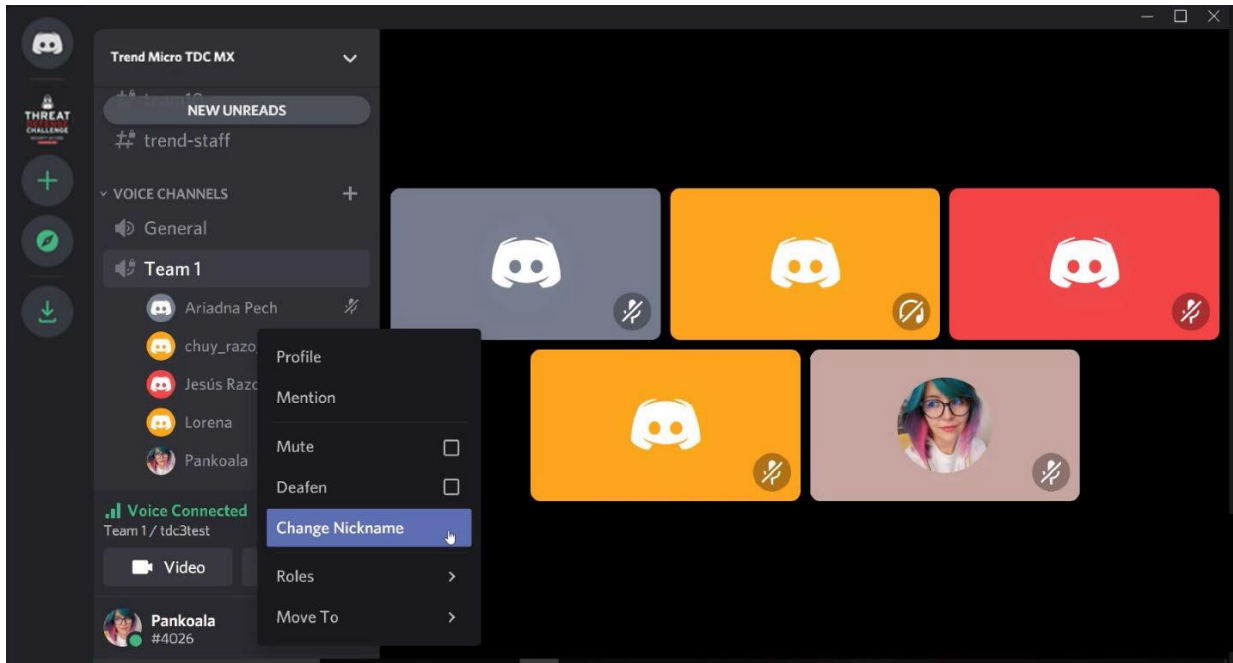 Trend Micro TDC MX
NEW UNREADS
trend-staff
THREAT
DEFENSE
CHALLENGE
VOICE CHANNELS
General
Team 1
Ariadna Pech
chuy_razo
Jesús Razo
Lorena
Pankoala
Profile
Mention
Mute
Deafen
Change Nickname
Roles
Move To
Voice Connected
Team 1 / tdc3test
Video
Pankoala
#4026